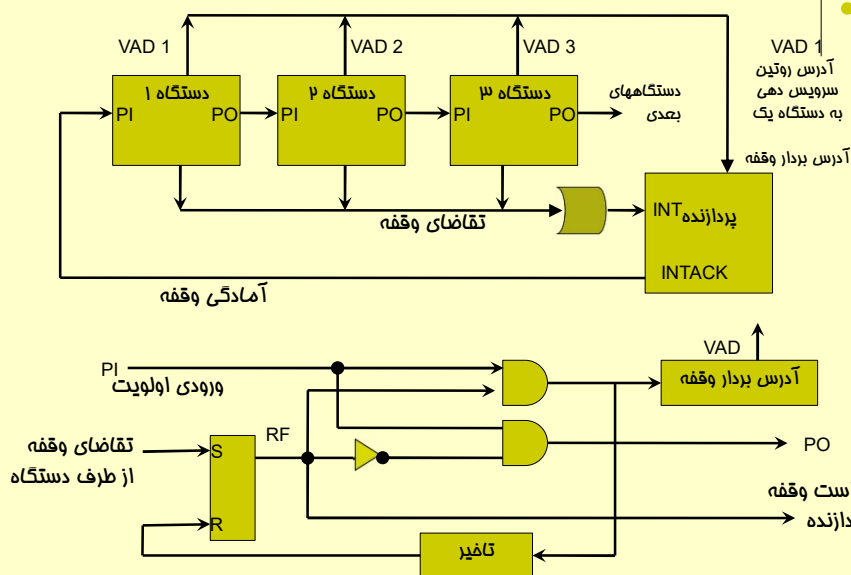 VAD 1
VAD 2
VAD 3
VAD 1
آدرس روتین
سرویس دهی
به دستگاه یک
آدرس بردار وقفه
دستگاه ۱
PI
PO
دستگاه ۲
PI
PO
دستگاه ۳
PI
PO
دستگاههای
بعدی
تقاضای وقفه
INT
پردازنده
INTACK
آمادگی وقفه
PI
ورودی اولویت
VAD
آدرس بردار وقفه
تقاضای وقفه
از طرف دستگاه
S
R
RF
PO
ست وقفه
دازنده
تاخیر